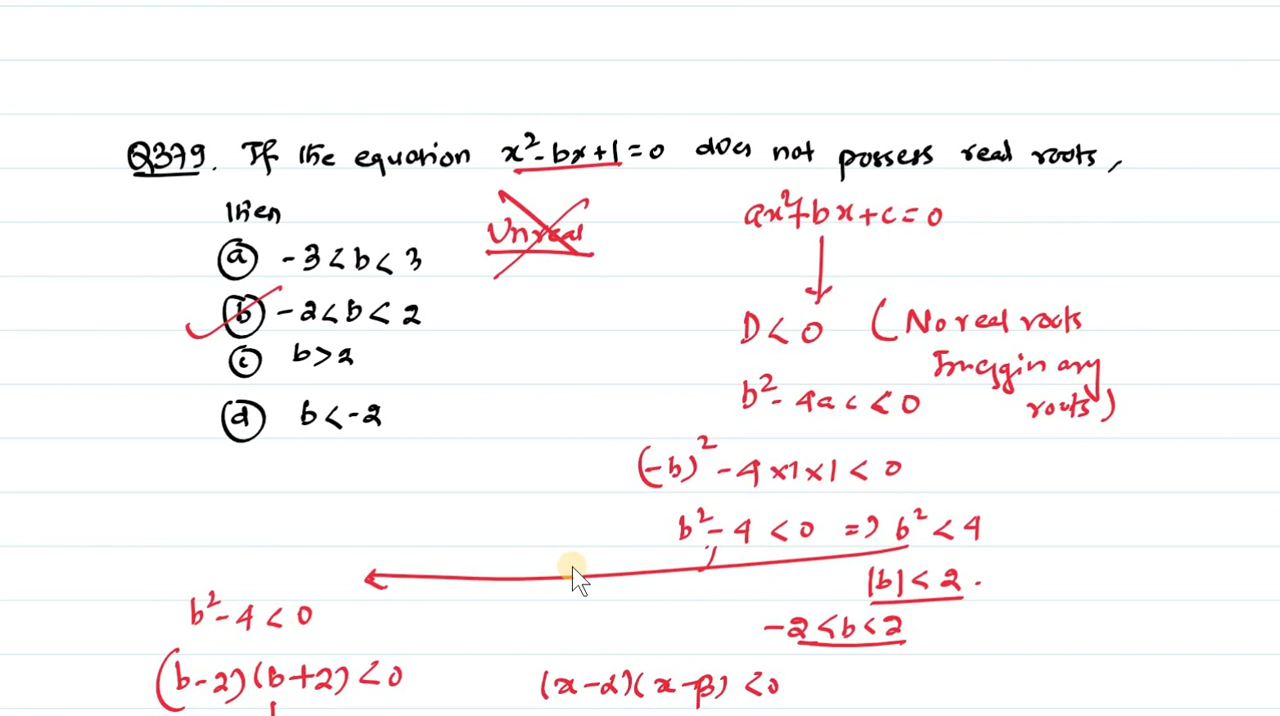 Q379. If the equation x²-bx+1=0 does not possess real roots,
then
(a) -3<b<3
(b) -2<b<2
(c) b>2
(d) b<-2
Unreal
ax²+bx+c=0
D<0 (No real roots
Imaggin any
roots)
b²-4ac<0
(-b)²-4×1×1<0
b²-4<0 => b²<4
|b|<2.
-2<b<2
b²-4<0
(b-2)(b+2)<0
(x-α)(x-β)<0